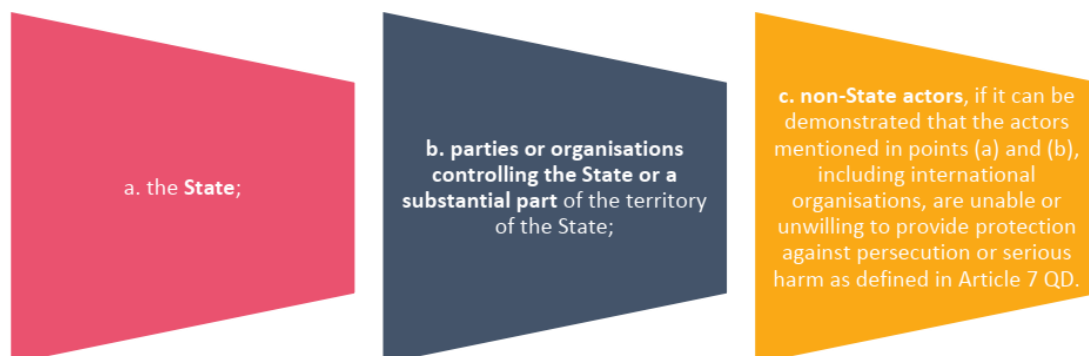 a. the State;
b. parties or organisations
controlling the State or a
substantial part of the territory
of the State;
c. non-State actors, if it can be
demonstrated that the actors
mentioned in points (a) and (b),
including international
organisations, are unable or
unwilling to provide protection
against persecution or serious
harm as defined in Article 7 QD.